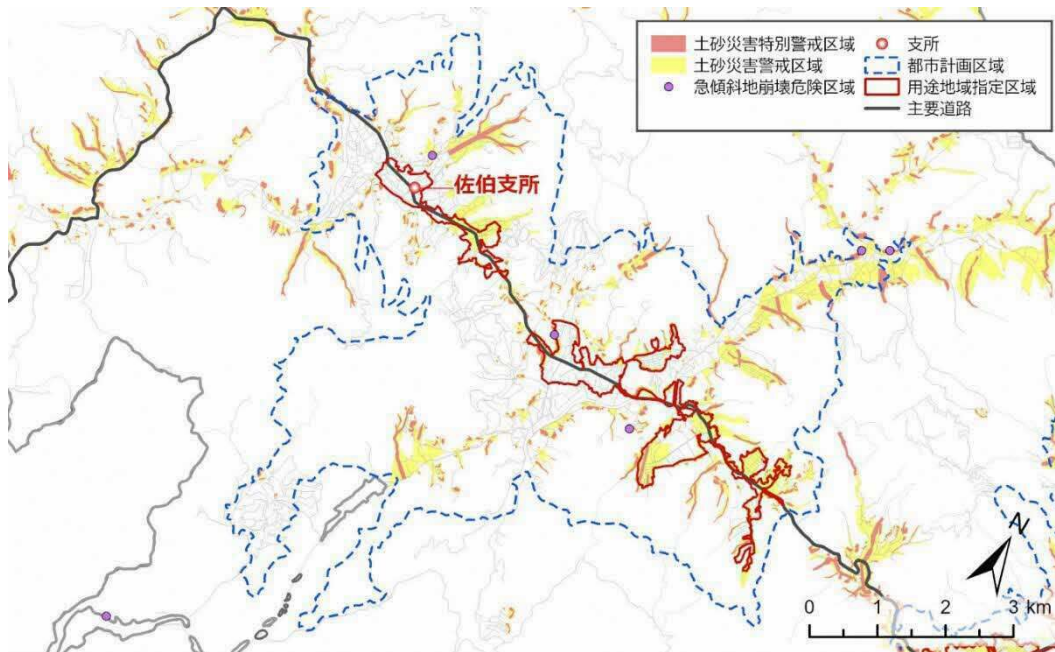 土砂災害特別警戒区域
土砂災害警戒区域
急傾斜地崩壊危険区域
支所
都市計画区域
用途地域指定区域
主要道路
佐伯支所
N
0 1 2 3 km